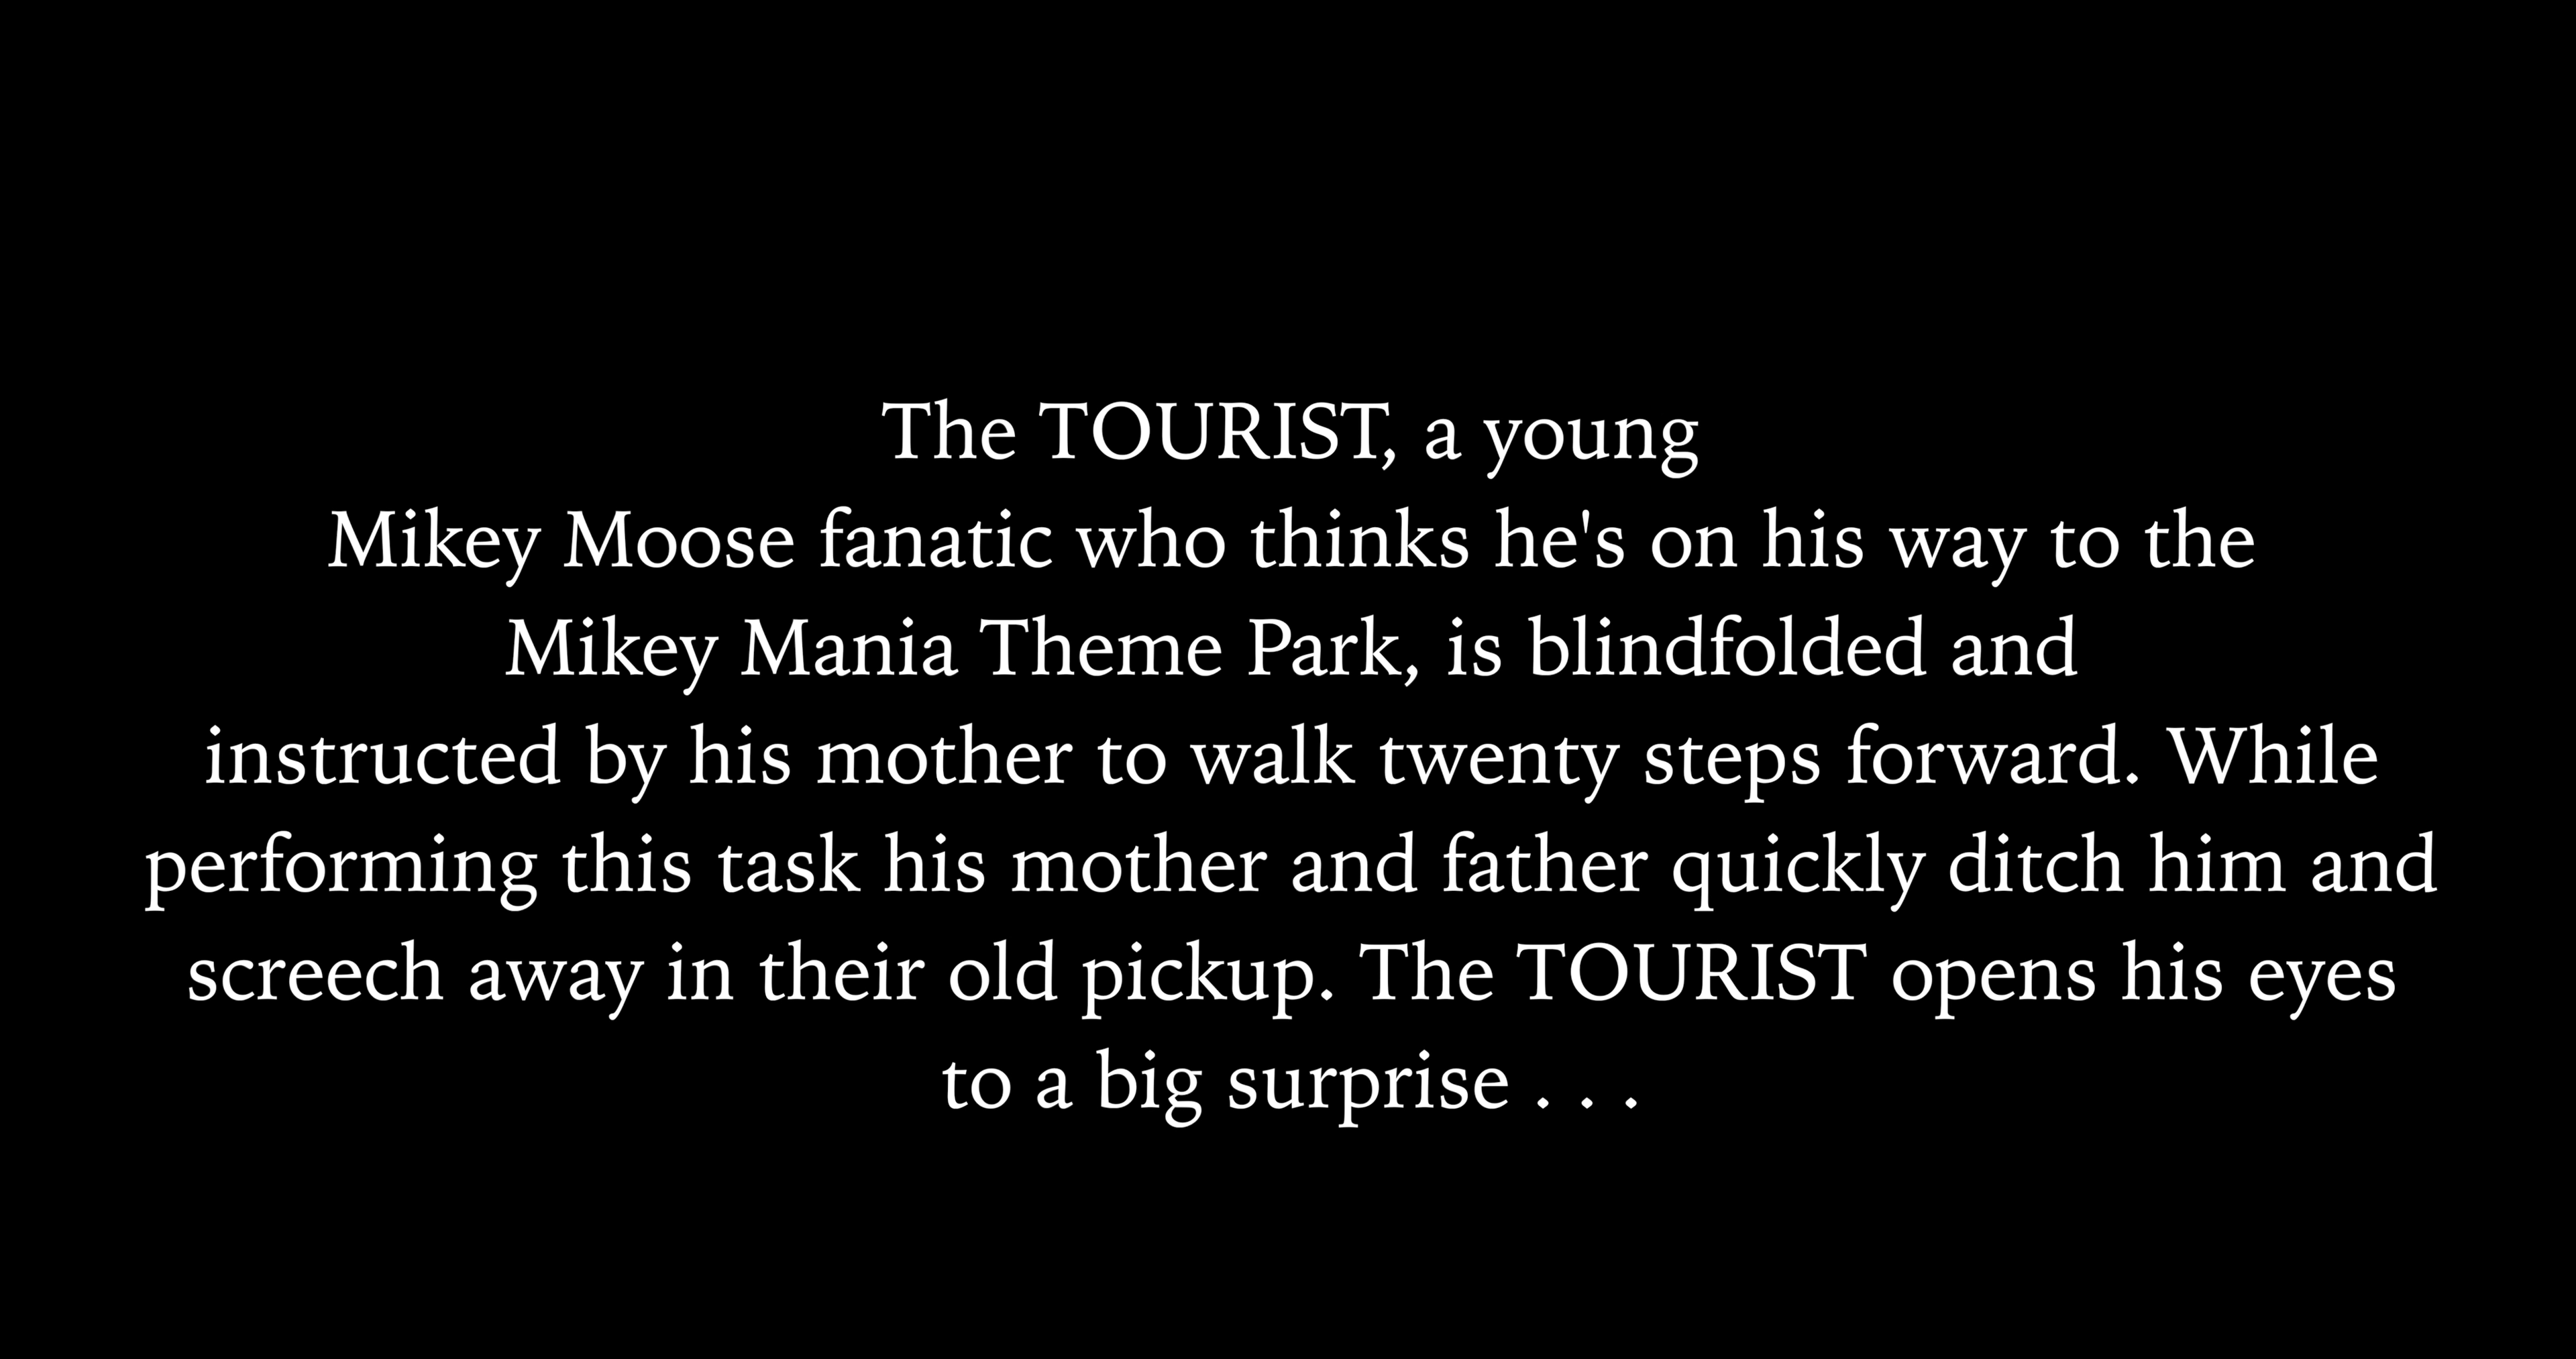 The TOURIST, a young
Mikey Moose fanatic who thinks he's on his way to the
Mikey Mania Theme Park, is blindfolded and
instructed by his mother to walk twenty steps forward. While
performing this task his mother and father quickly ditch him and
screech away in their old pickup. The TOURIST opens his eyes
to a big surprise . . .